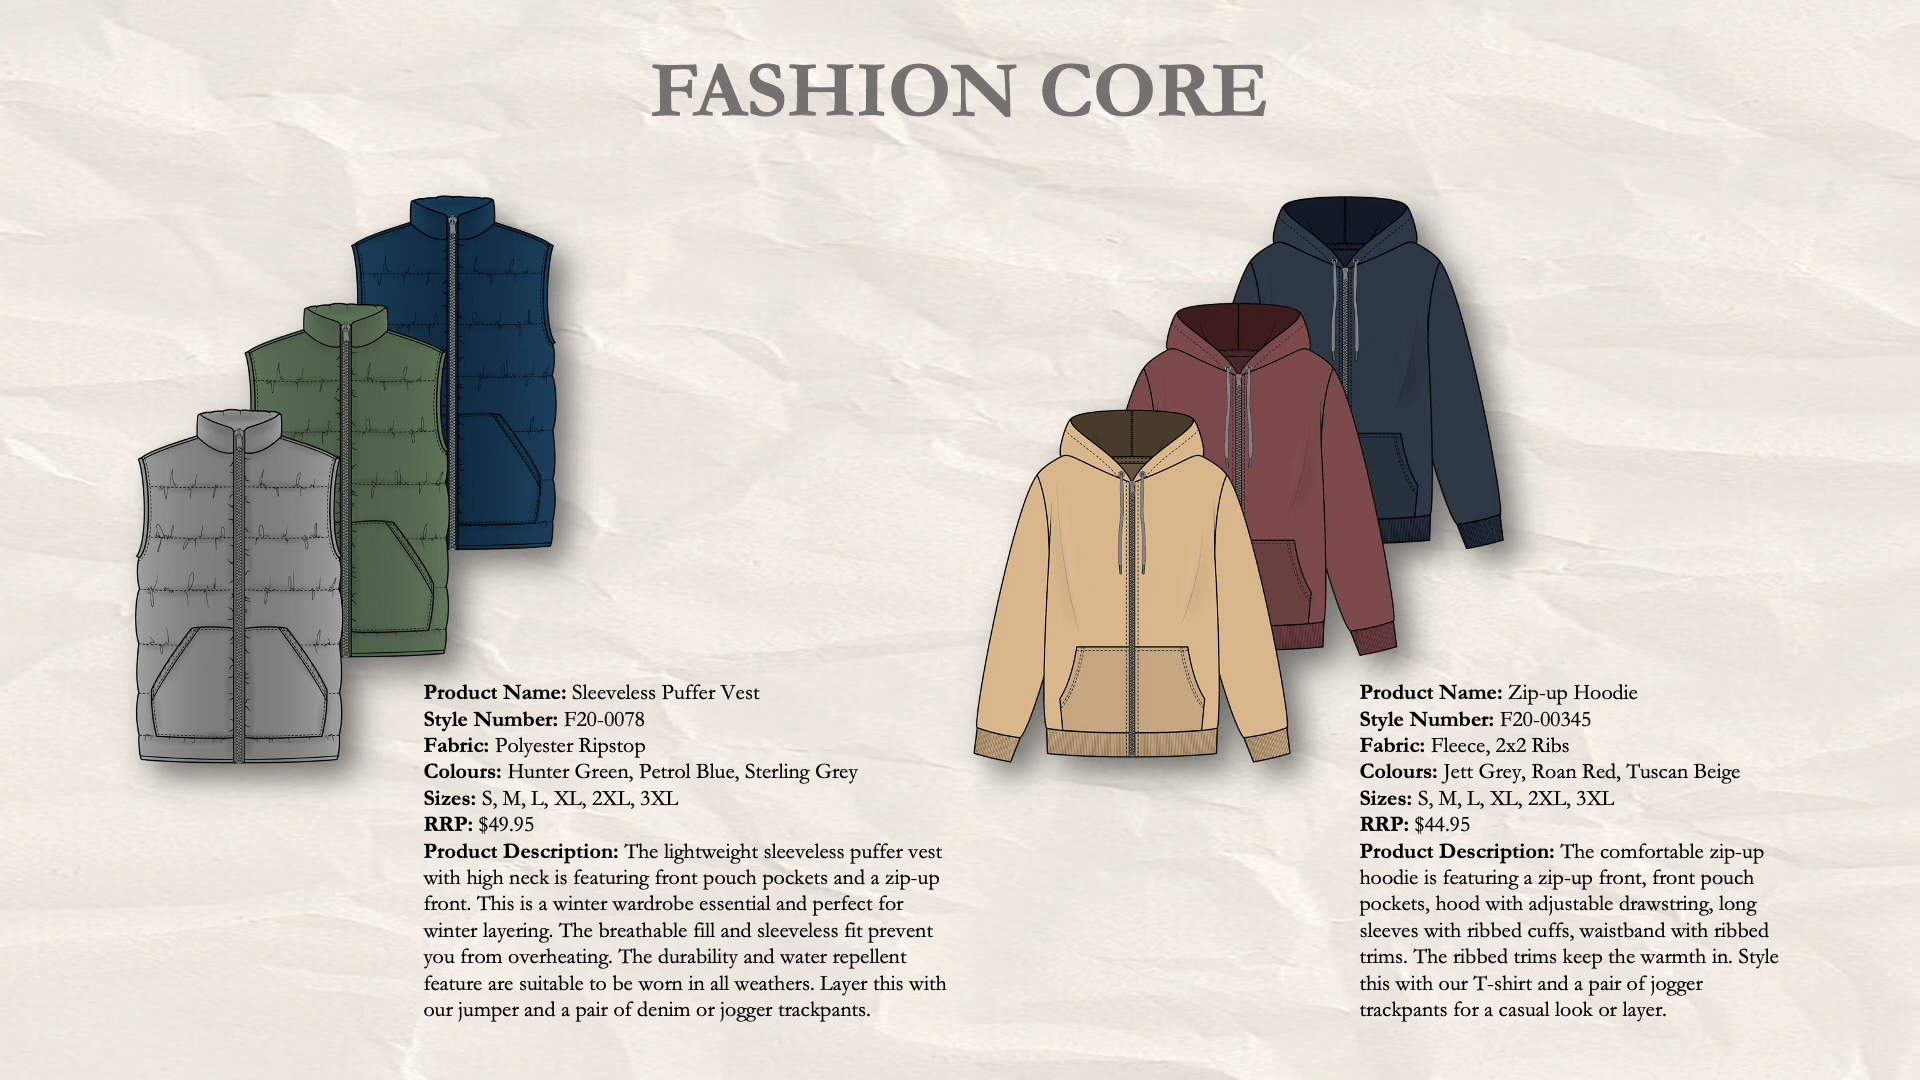 FASHION CORE
Product Name: Sleeveless Puffer Vest
Style Number: F20-0078
Fabric: Polyester Ripstop
Colours: Hunter Green, Petrol Blue, Sterling Grey
Sizes: S, M, L, XL, 2XL, 3XL
RRP: $49.95
Product Description: The lightweight sleeveless puffer vest
with high neck is featuring front pouch pockets and a zip-up
front. This is a winter wardrobe essential and perfect for
winter layering. The breathable fill and sleeveless fit prevent
you from overheating. The durability and water repellent
feature are suitable to be worn in all weathers. Layer this with
our jumper and a pair of denim or jogger trackpants.
Product Name: Zip-up Hoodie
Style Number: F20-00345
Fabric: Fleece, 2x2 Ribs
Colours: Jett Grey, Roan Red, Tuscan Beige
Sizes: S, M, L, XL, 2XL, 3XL
RRP: $44.95
Product Description: The comfortable zip-up
hoodie is featuring a zip-up front, front pouch
pockets, hood with adjustable drawstring, long
sleeves with ribbed cuffs, waistband with ribbed
trims. The ribbed trims keep the warmth in. Style
this with our T-shirt and a pair of jogger
trackpants for a casual look or layer.